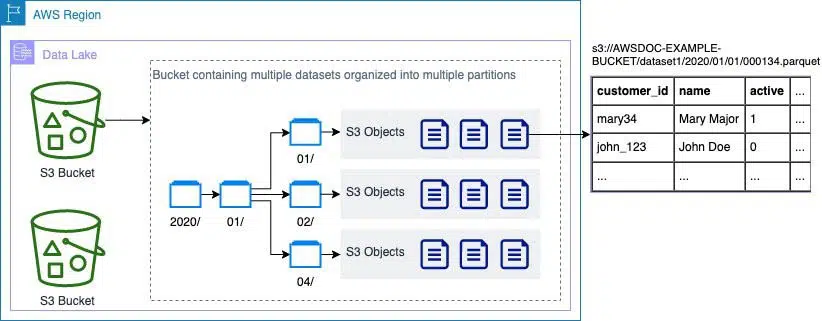 AWS Region
Data Lake
Bucket containing multiple datasets organized into multiple partitions
S3 Bucket
S3 Bucket
2020/
01/
01/
02/
04/
S3 Objects
S3 Objects
S3 Objects
s3://AWSDOC-EXAMPLE-
BUCKET/dataset1/2020/01/01/000134.parquet
customer_id name active ...
mary34 Mary Major 1 ...
john_123 John Doe 0 ...
... ... ... ...